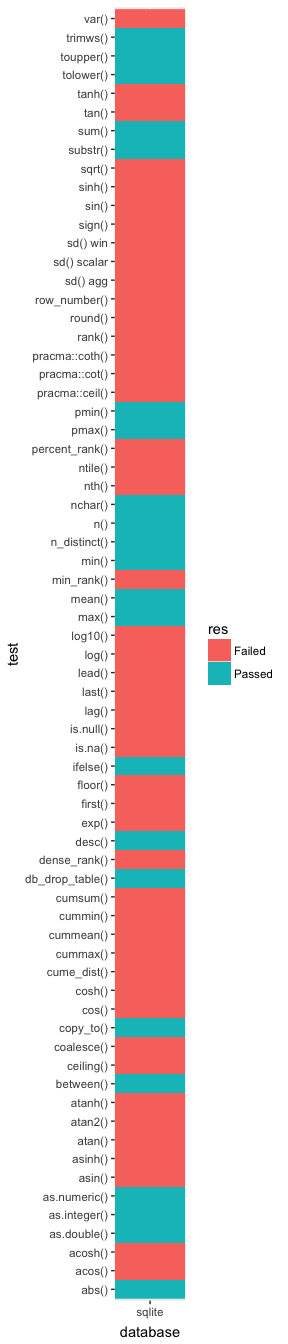 var()
trimws()
toupper()
tolower()
tanh()
tan()
sum()
substr()
sqrt()
sinh()
sin()
sign()
sd() win
sd() scalar
sd() agg
row_number()
round()
rank()
pracma::coth()
pracma::cot()
pracma::ceil()
pmin()
pmax()
percent_rank()
ntile()
nth()
nchar()
n()
n_distinct()
min()
min_rank()
mean()
max()
log10()
log()
lead()
last()
lag()
is.null()
is.na()
ifelse()
floor()
first()
exp()
desc()
dense_rank()
db_drop_table()
cumsum()
cummin()
cummean()
cummax()
cume_dist()
cosh()
cos()
copy_to()
coalesce()
ceiling()
between()
atanh()
atan2()
atan()
asinh()
asin()
as.numeric()
as.integer()
as.double()
acosh()
acos()
abs()
test
sqlite
database
res
Failed
Passed